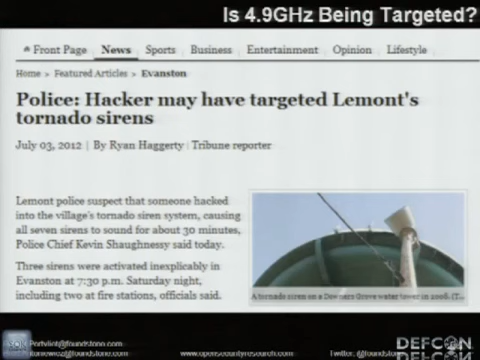 Is 4.9GHz Being Targeted?
Front Page News Sports Business Entertainment Opinion Lifestyle
Home > Featured Articles > Evanston
Police: Hacker may have targeted Lemont's
tornado sirens
July 03, 2012 | By Ryan Haggerty | Tribune reporter
Lemont police suspect that someone hacked
into the village's tornado siren system, causing
all seven sirens to sound for about 30 minutes,
Police Chief Kevin Shaughnessy said today.
Three sirens were activated inexplicably in
Evanston at 7:30 p.m. Saturday night,
including two at fire stations, officials said.
A tornado siren on a Downers Grove water tower in 2008. (T...
www.opensecurityresearch.com
Twitter:
DEFCON